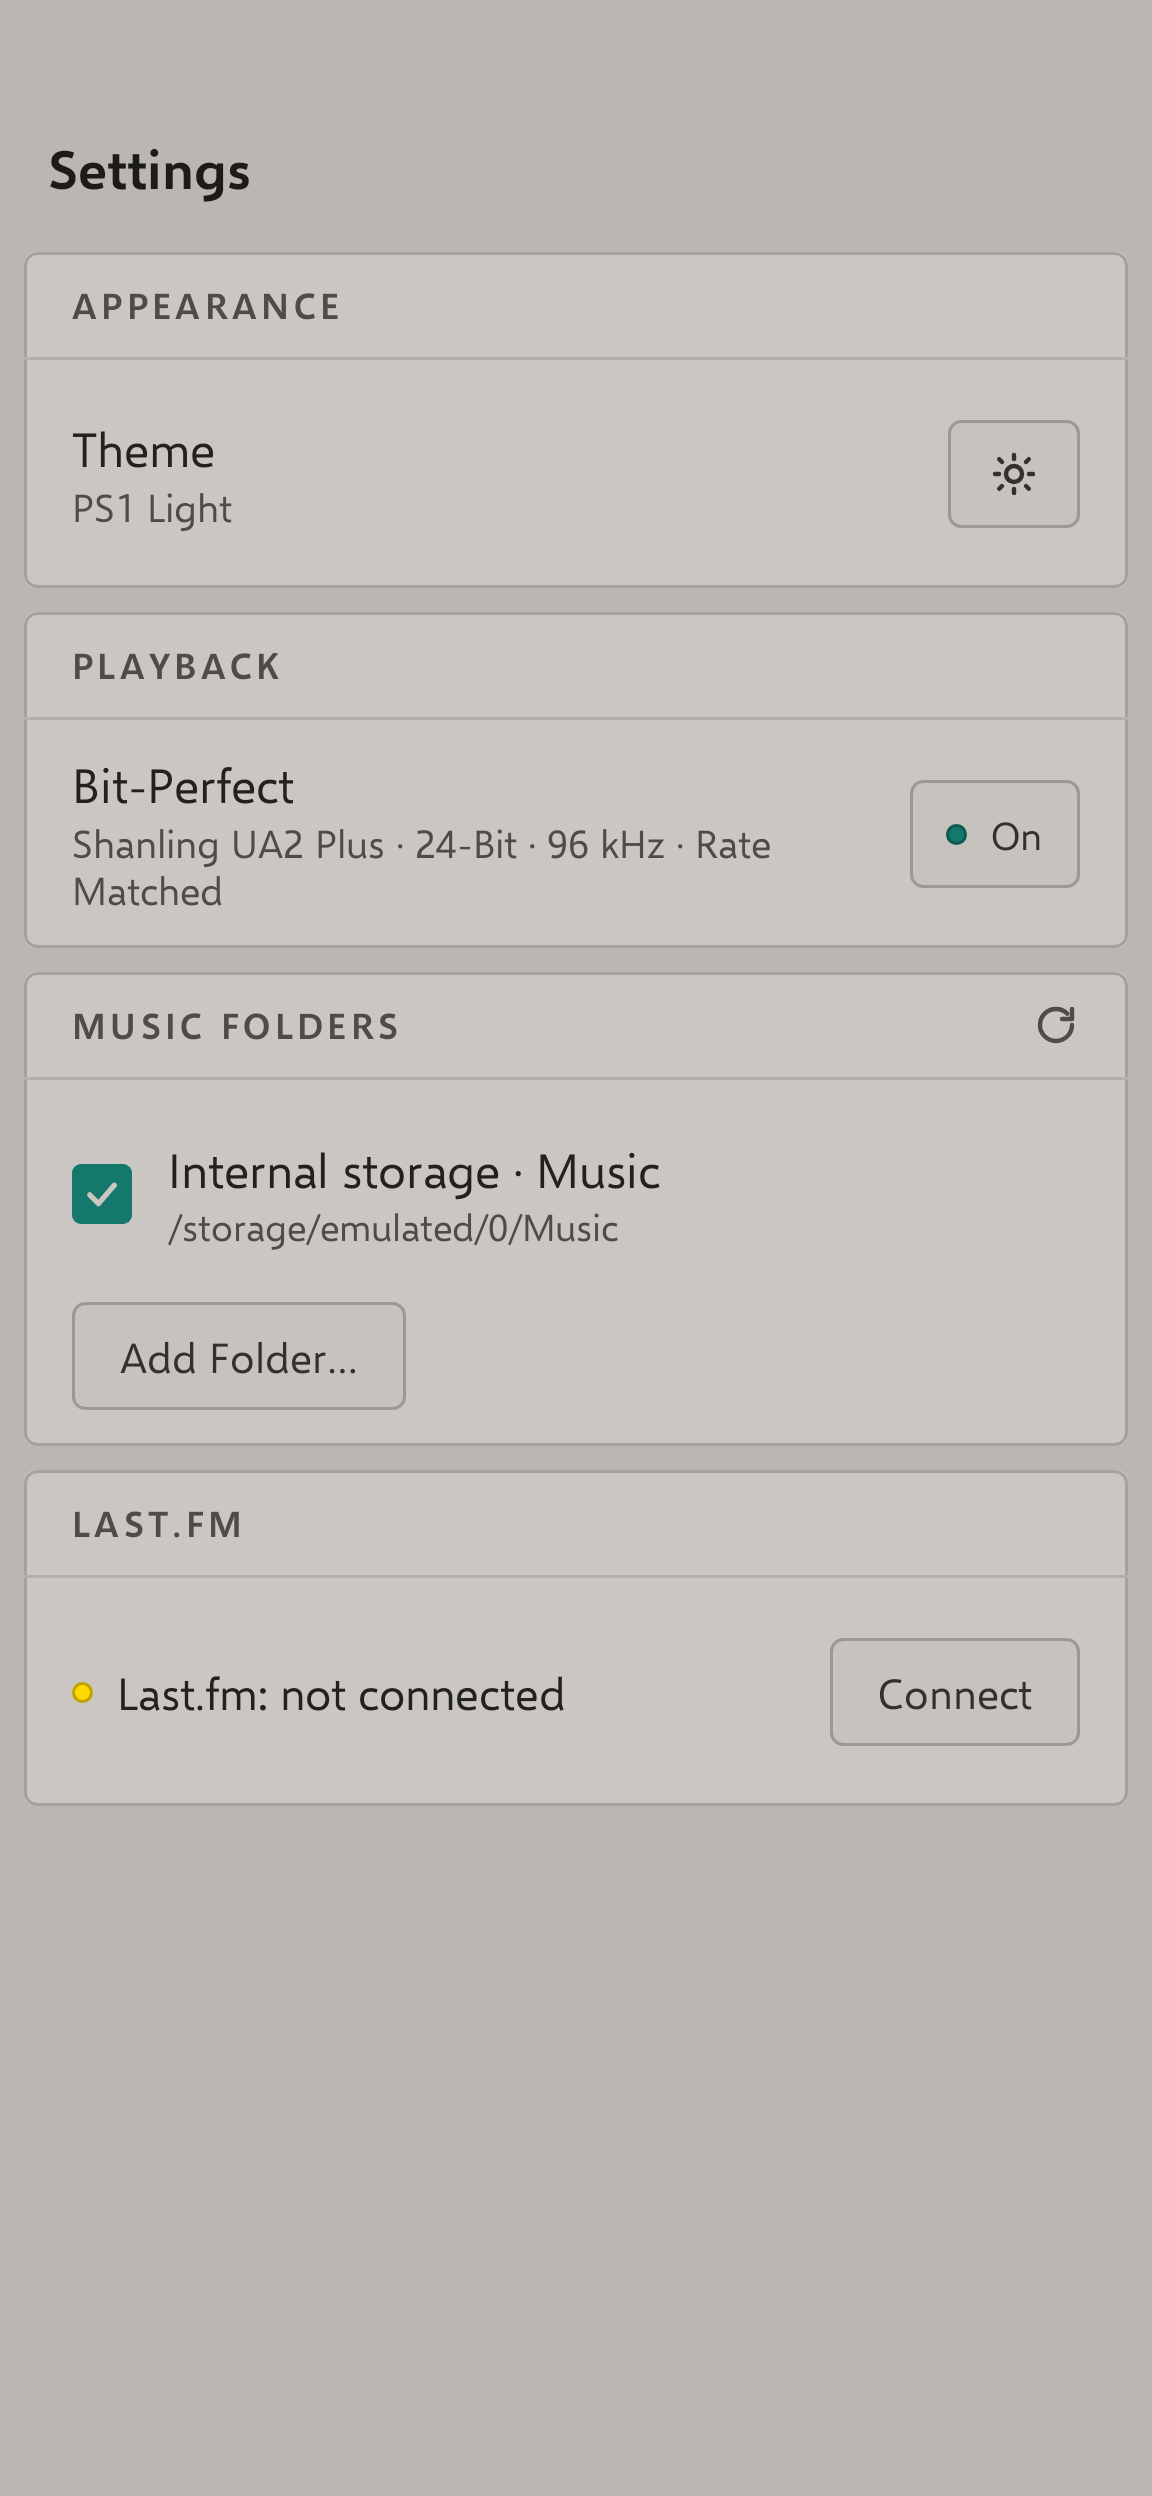 Settings
APPEARANCE
Theme
PS1 Light
PLAYBACK
Bit-Perfect
Shanling UA2 Plus · 24-Bit · 96 kHz · Rate
Matched
On
MUSIC FOLDERS
Internal storage · Music
/storage/emulated/0/Music
Add Folder...
LAST.FM
Last.fm: not connected
Connect